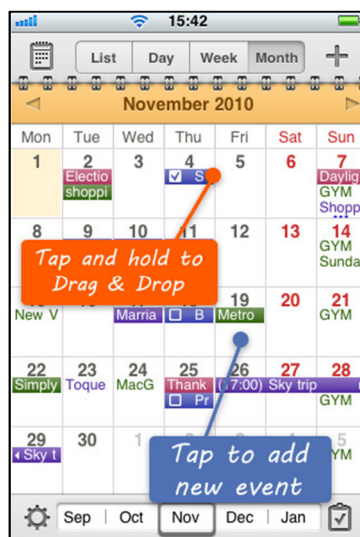 15:42
List Day Week Month
November 2010
Mon Tue Wed Thu Fri Sat Sun
1 2 3 4 5 6 7
Electio Daylig
shoppi S GYM
Shopp
8 9 10 11 12 13 14
GYM
Tap and hold to Sunda
Drag & Drop
19 20 21
New V Marria B Metro GYM
22 23 24 25 26 27 28
Simply Toque MacG Thank (17:00) Sky trip
Pr GYM
29 30 1 5
Sky t YM
Tap to add
new event
Sep Oct Nov Dec Jan